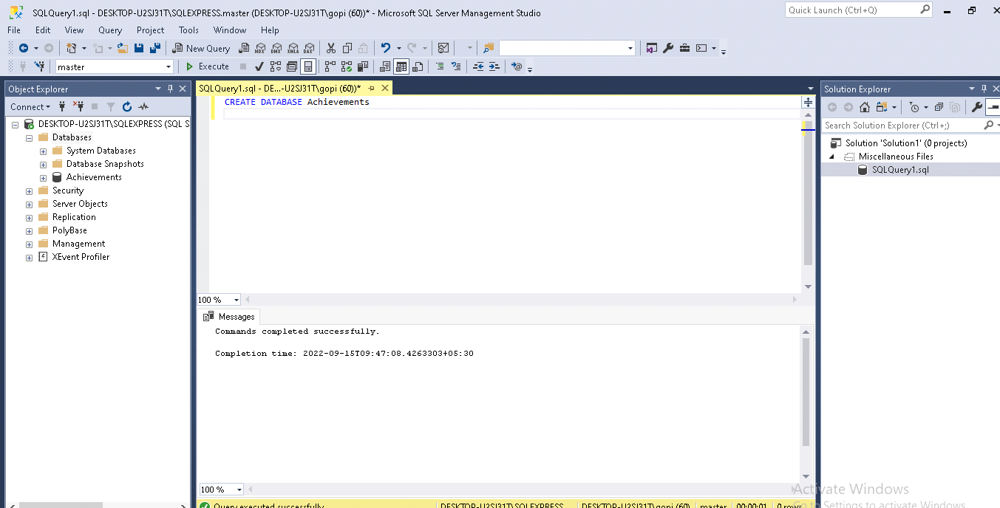 SQLQuery1.sql - DESKTOP-U2SJ31T\SQLEXPRESS.master (DESKTOP-U2SJ31T\gopi (60))* - Microsoft SQL Server Management Studio
Quick Launch (Ctrl+Q)
File Edit View Query Project Tools Window Help
New Query MDX DMX XMLA DAX
master Execute
Object Explorer
Connect
DESKTOP-U2SJ31T\SQLEXPRESS (SQL S
Databases
System Databases
Database Snapshots
Achievements
Security
Server Objects
Replication
PolyBase
Management
XEvent Profiler
SQLQuery1.sql - DE...-U2SJ31T\gopi (60))*
CREATE DATABASE Achievements
100 %
Messages
Commands completed successfully.
Completion time: 2022-09-15T09:47:08.4263303+05:30
100 %
Query executed successfully. DESKTOP-U2SJ31T\SQLEXPRESS ... DESKTOP-U2SJ31T\gopi (60) master 00:00:01 0 rows
Solution Explorer
Search Solution Explorer (Ctrl+;)
Solution 'Solution1' (0 projects)
Miscellaneous Files
SQLQuery1.sql
Activate Windows
Go to Settings to activate Windows.